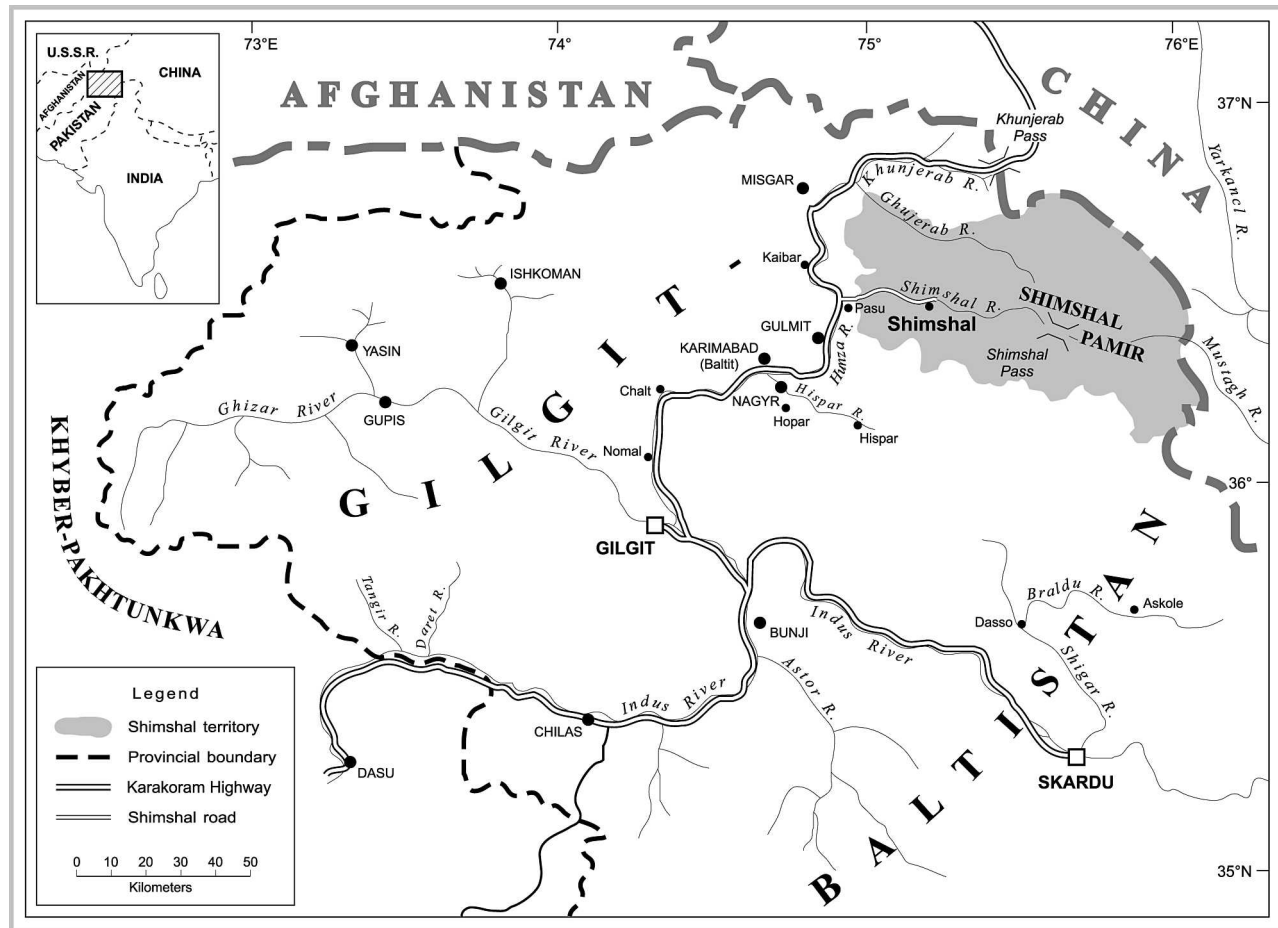 73°E
74°E
75°E
76°E
U.S.S.R.
CHINA
AFGHANISTAN
PAKISTAN
INDIA
AFGHANISTAN
CHINA
37°N
Khunjerab
Pass
Yarkancl R.
MISGAR
Khunjerab R.
Ghujerab R.
Kaibar
ISHKOMAN
Shimshal R.
SHIMSHAL
PAMIR
Pasu
Shimshal
GULMIT
Shimshal
Pass
Mustagh R.
YASIN
KARIMABAD
(Baltit)
Hunza R.
Chalt
NAGYR
Hispar R.
Hopar
Hispar
Ghizar River
GUPIS
Gilgit River
Nomal
GILGIT -
36°N
KHYBER-PAKHTUNKWA
GILGIT
Tangir R.
Daret R.
Braldu R.
Askole
Dasso
BUNJI
Indus River
Shigar R.
Astor R.
Indus River
CHILAS
DASU
SKARDU
BALTISTAN
35°N
Legend
Shimshal territory
Provincial boundary
Karakoram Highway
Shimshal road
0 10 20 30 40 50
Kilometers